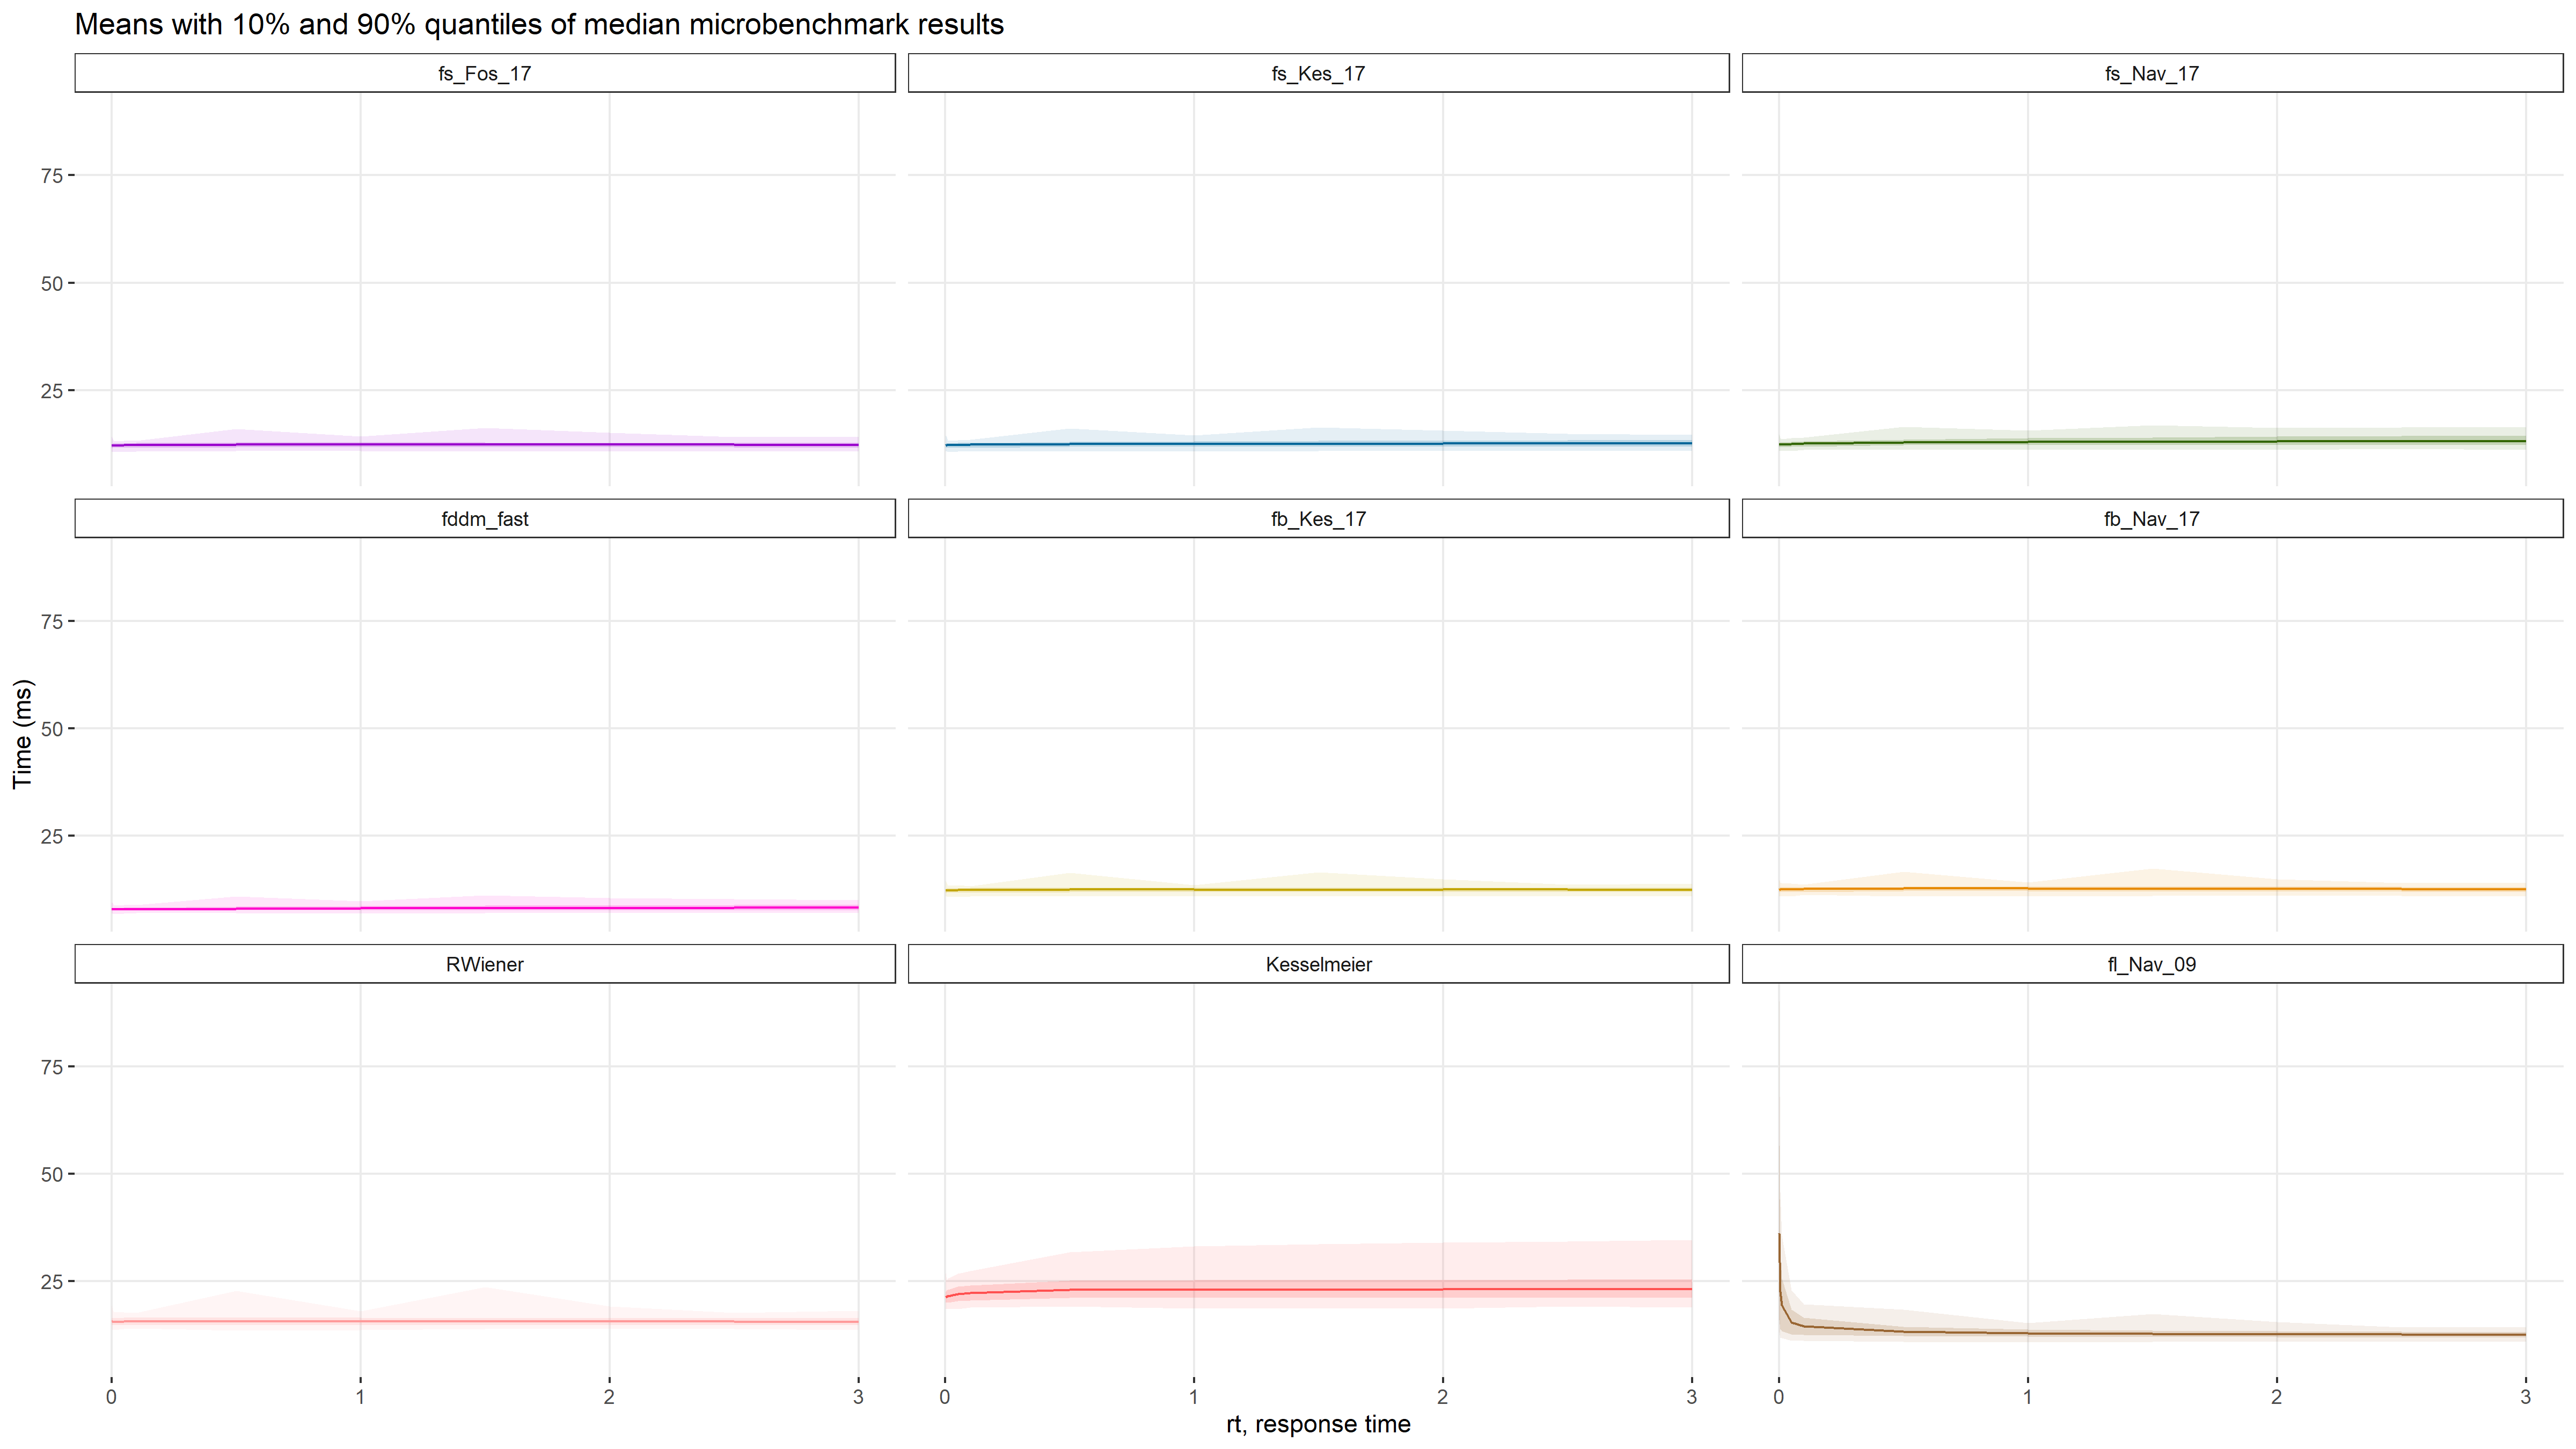 Means with 10% and 90% quantiles of median microbenchmark results
fs_Fos_17
fs_Kes_17
fs_Nav_17
75
50
25
fddm_fast
fb_Kes_17
fb_Nav_17
75
50
25
Time (ms)
RWiener
Kesselmeier
fl_Nav_09
75
50
25
0 1 2 3
0 1 2 3
0 1 2 3
rt, response time